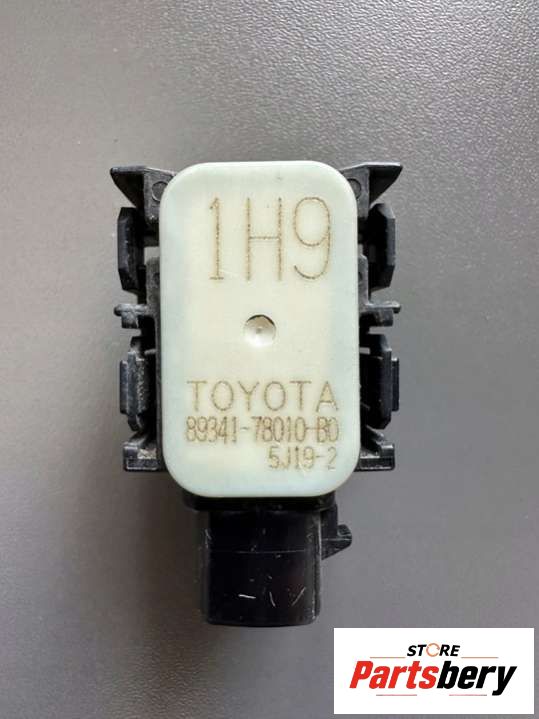 1H9
TOYOTA
89341-78010-B0
5J19-2
STORE
Partsbery